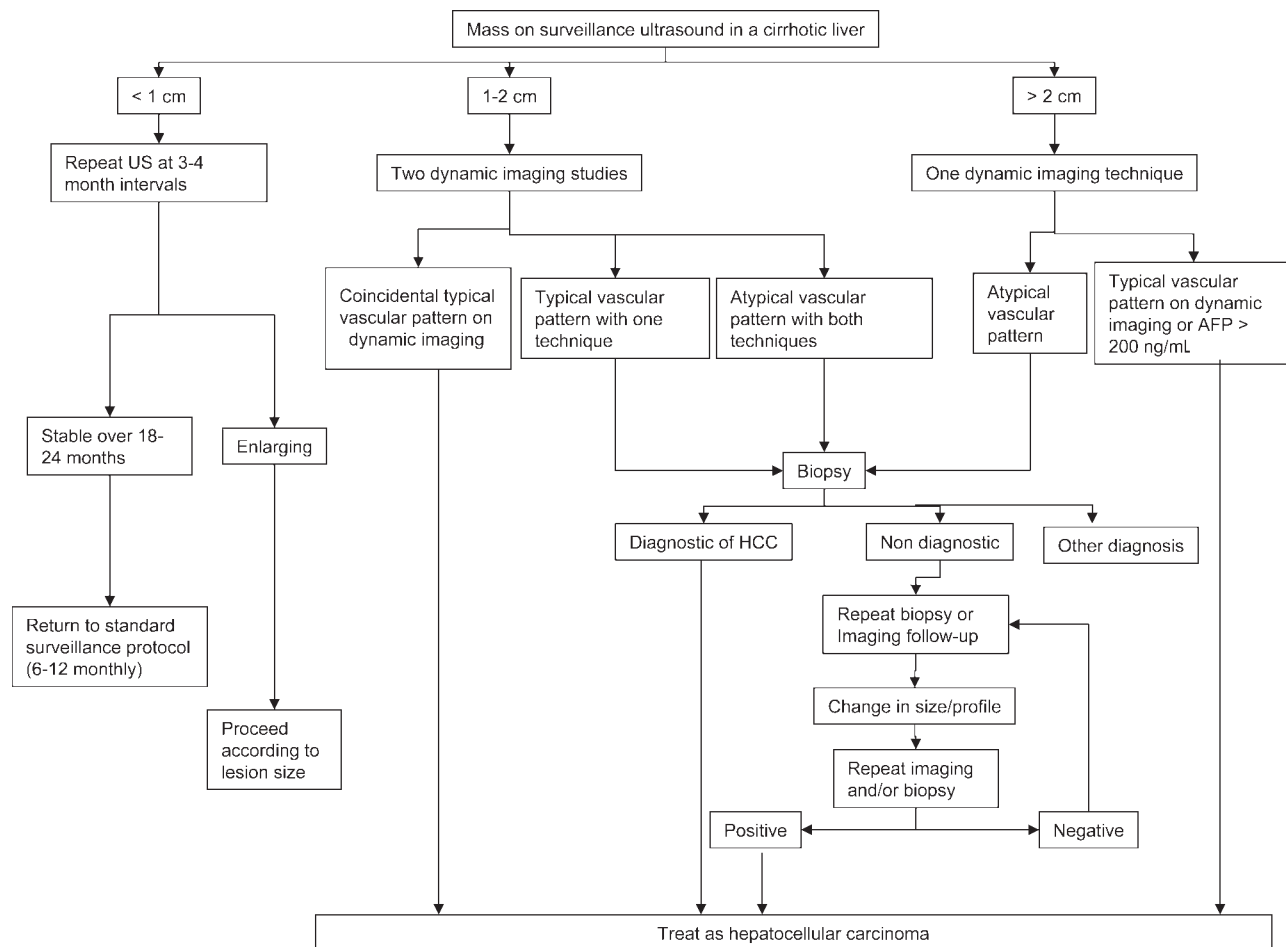 Mass on surveillance ultrasound in a cirrhotic liver
< 1 cm
1-2 cm
> 2 cm
Repeat US at 3-4
month intervals
Two dynamic imaging studies
One dynamic imaging technique
Coincidental typical
vascular pattern on
dynamic imaging
Typical vascular
pattern with one
technique
Atypical vascular
pattern with both
techniques
Atypical
vascular
pattern
Typical vascular
pattern on dynamic
imaging or AFP >
200 ng/mL
Stable over 18-
24 months
Enlarging
Biopsy
Diagnostic of HCC
Non diagnostic
Other diagnosis
Return to standard
surveillance protocol
(6-12 monthly)
Repeat biopsy or
Imaging follow-up
Change in size/profile
Proceed
according to
lesion size
Repeat imaging
and/or biopsy
Positive
Negative
Treat as hepatocellular carcinoma